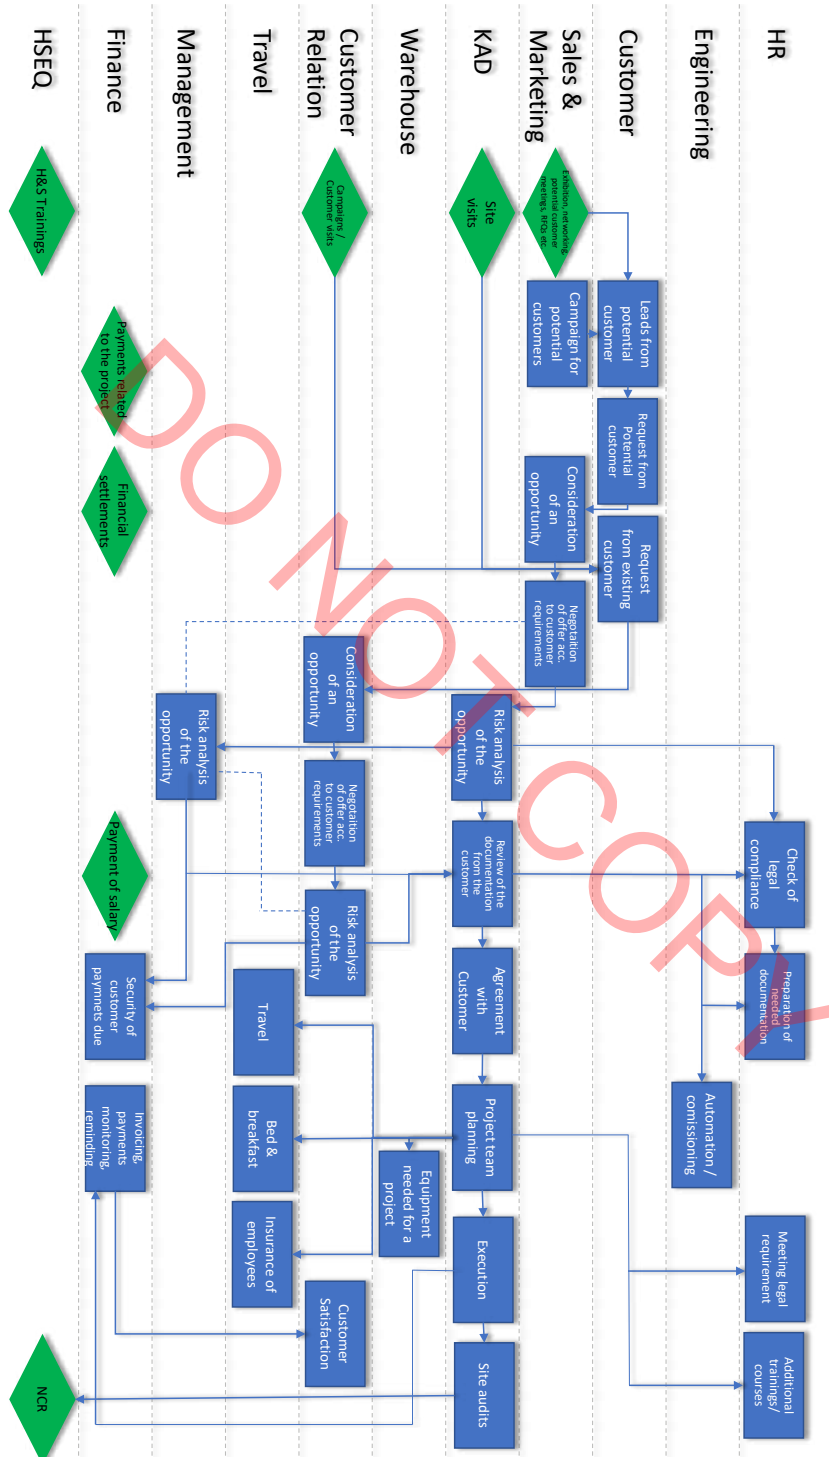 HR
Engineering
Customer
Sales &
Marketing
KAD
Warehouse
Customer
Relation
Travel
Management
Finance
HSEQ
Check of
legal
compliance
Preparation of
needed
documentation
Meeting legal
requirement
Additional
trainings/
courses
Automation /
comissioning
Leads from
potential
customer
Request from
Potential
customer
Request
from existing
customer
Exhibition, networking,
potential customer
meetings, RFQs etc.
Campaign for
potential
customers
Consideration
of an
opportunity
Negotaition
of offer acc.
to customer
requirements
Site
visits
Risk analysis
of the
opportunity
Review of the
documentation
from the
customer
Agreement
with
Customer
Project team
planning
Execution
Site audits
Equipment
needed for a
project
Campaigns /
Customer visits
Consideration
of an
opportunity
Negotaition
of offer acc.
to customer
requirements
Risk analysis
of the
opportunity
Customer
Satisfaction
Travel
Bed &
breakfast
Insurance of
employees
Risk analysis
of the
opportunity
Payments related
to the project
Financial
settlements
Payment of salary
Security of
customer
paymnets due
Invoicing,
payments
monitoring,
reminding
H&S Trainings
NCR
DO NOT COPY